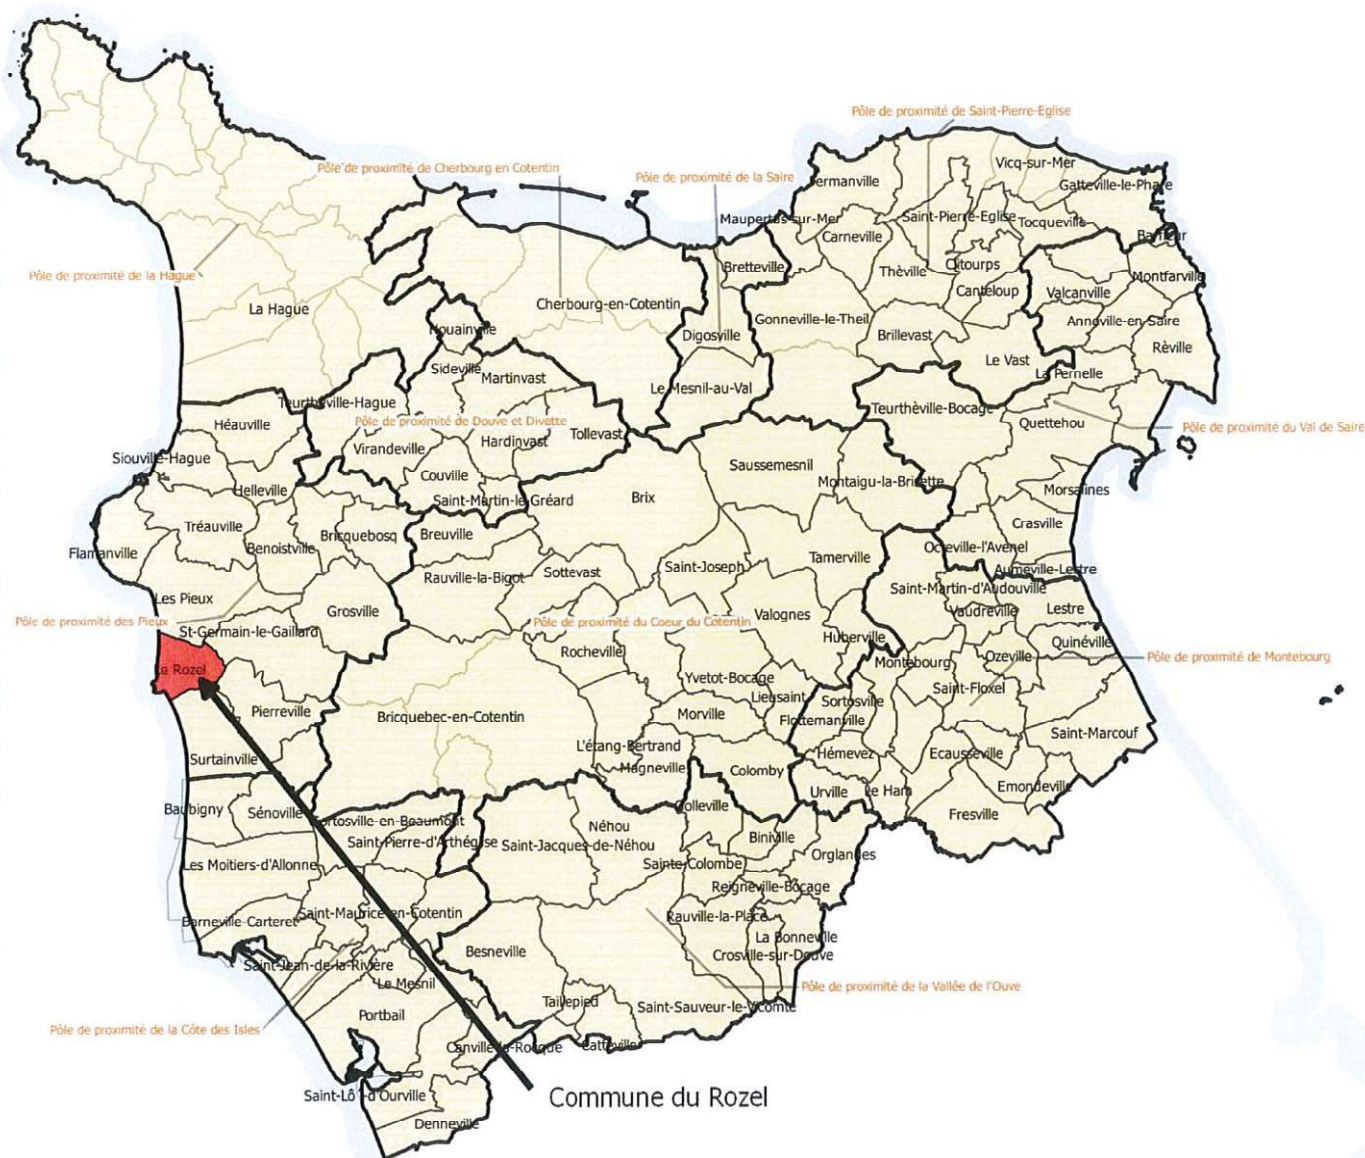 Pôle de proximité de Saint-Pierre-Eglise
Vicq-sur-Mer
Pôle de proximité de Cherbourg en Cotentin
Pôle de proximité de la Saire
Fermanville
Gatteville-le-Phare
Maupertus-sur-Mer
Saint-Pierre-Eglise
Tocqueville
Carneville
Barfleur
Bretteville
Thèville
Clitourps
Montfarville
Pôle de proximité de la Hague
Canteloup
Valcanville
La Hague
Cherbourg-en-Cotentin
Gonneville-le-Theil
Anneville-en-Saire
Nouainville
Digosville
Brillevast
Rèville
Le Vast
Sideville
Martinvast
La Pernelle
Le Mesnil-au-Val
Teurthéville-Hague
Teurthèville-Bocage
Héauville
Pôle de proximité de Douve et Divette
Quettehou
Pôle de proximité du Val de Saire
Tollevast
Hardinvast
Virandeville
Siouville-Hague
Saussemesnil
Couville
Montaigu-la-Brisette
Helleville
Morsalines
Saint-Martin-le-Gréard
Brix
Tréauville
Crasville
Bricquebosq
Breuville
Benoistville
Octeville-l'Avenel
Flamanville
Tamerville
Saint-Joseph
Aumeville-Lestre
Sottevast
Rauville-la-Bigot
Saint-Martin-d'Audouville
Les Pieux
Grosville
Vaudreville
Lestre
Valognes
Pôle de proximité des Pieux
Pôle de proximité du Coeur du Cotentin
St-Germain-le-Gaillard
Huberville
Quinéville
Rocheville
Ozeville
Pôle de proximité de Montebourg
Montebourg
Le Rozel
Yvetot-Bocage
Saint-Floxel
Lieusaint
Sortosville
Pierreville
Bricquebec-en-Cotentin
Morville
Flottemanville
Saint-Marcouf
L'étang-Bertrand
Hémevez
Ecausseville
Surtainville
Magneville
Colomby
Emondeville
Urville
Le Ham
Baubigny
Sénoville
Golleville
Fresville
Sortosville-en-Beaumont
Néhou
Biniville
Saint-Pierre-d'Arthéglise
Saint-Jacques-de-Néhou
Orglandes
Les Moitiers-d'Allonne
Sainte-Colombe
Reigneville-Bocage
Saint-Maurice-en-Cotentin
Barneville-Carteret
Rauville-la-Place
La Bonneville
Besneville
Crosville-sur-Douve
Saint-Jean-de-la-Rivière
Le Mesnil
Pôle de proximité de la Vallée de l'Ouve
Taillepied
Saint-Sauveur-le-Vicomte
Portbail
Pôle de proximité de la Côte des Isles
Canville-la-Rocque
Catteville
Saint-Lô-d'Ourville
Commune du Rozel
Denneville